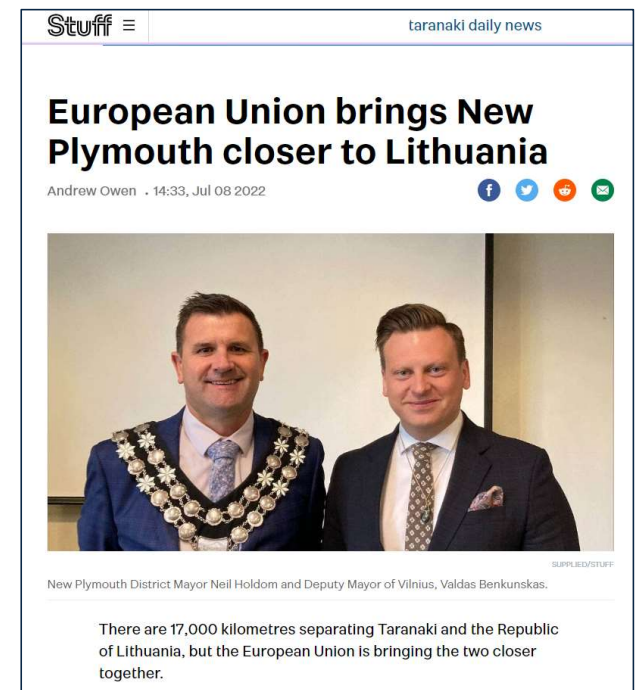 Stuff
taranaki daily news
European Union brings New
Plymouth closer to Lithuania
Andrew Owen . 14:33, Jul 08 2022
SUPPLIED/STUFF
New Plymouth District Mayor Neil Holdom and Deputy Mayor of Vilnius, Valdas Benkunskas.
There are 17,000 kilometres separating Taranaki and the Republic
of Lithuania, but the European Union is bringing the two closer
together.